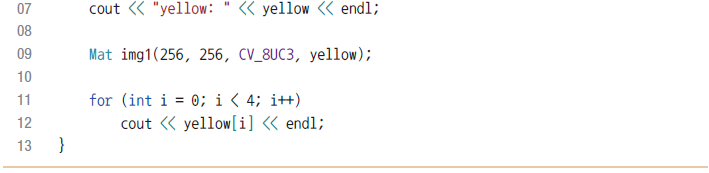 07 cout << "yellow: " << yellow << endl;
08
09 Mat img1(256, 256, CV_8UC3, yellow);
10
11 for (int i = 0; i < 4; i++)
12 cout << yellow[i] << endl;
13 }